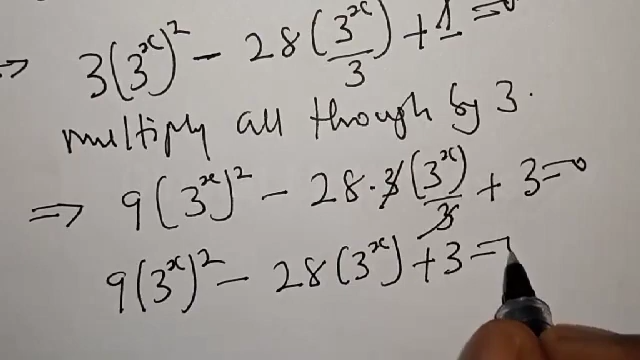 ⇒ 3(3^x)^2 - 28(3^x/3) + 1 = 0
multiply all though by 3.
⇒ 9(3^x)^2 - 28·3(3^x)/3 + 3 = 0
9(3^x)^2 - 28(3^x) + 3 =